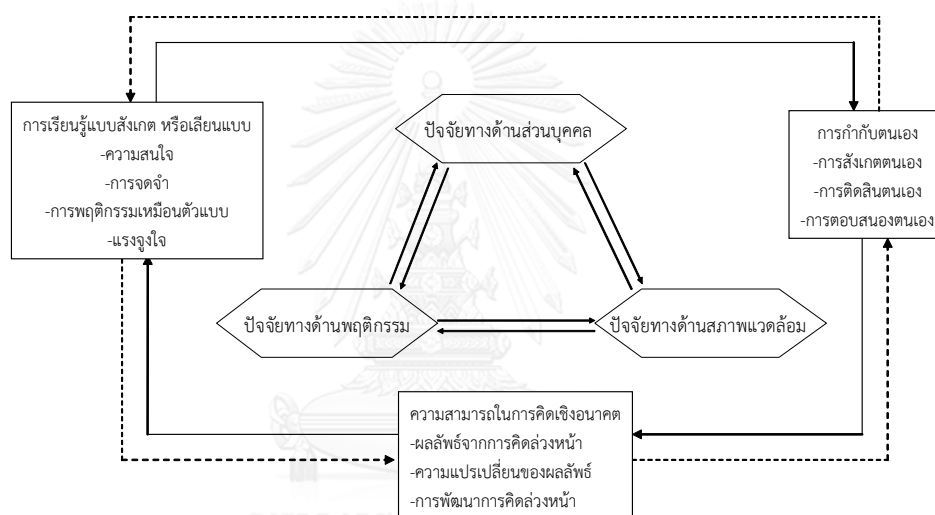 การเรียนรู้แบบสังเกต หรือเลียนแบบ
-ความสนใจ
-การจดจำ
-การพฤติกรรมเหมือนตัวแบบ
-แรงจูงใจ
ปัจจัยทางด้านส่วนบุคคล
การกำกับตนเอง
-การสังเกตตนเอง
-การติดสินตนเอง
-การตอบสนองตนเอง
ปัจจัยทางด้านพฤติกรรม
ปัจจัยทางด้านสภาพแวดล้อม
ความสามารถในการคิดเชิงอนาคต
-ผลลัพธ์จากการคิดล่วงหน้า
-ความแปรเปลี่ยนของผลลัพธ์
-การพัฒนาการคิดล่วงหน้า